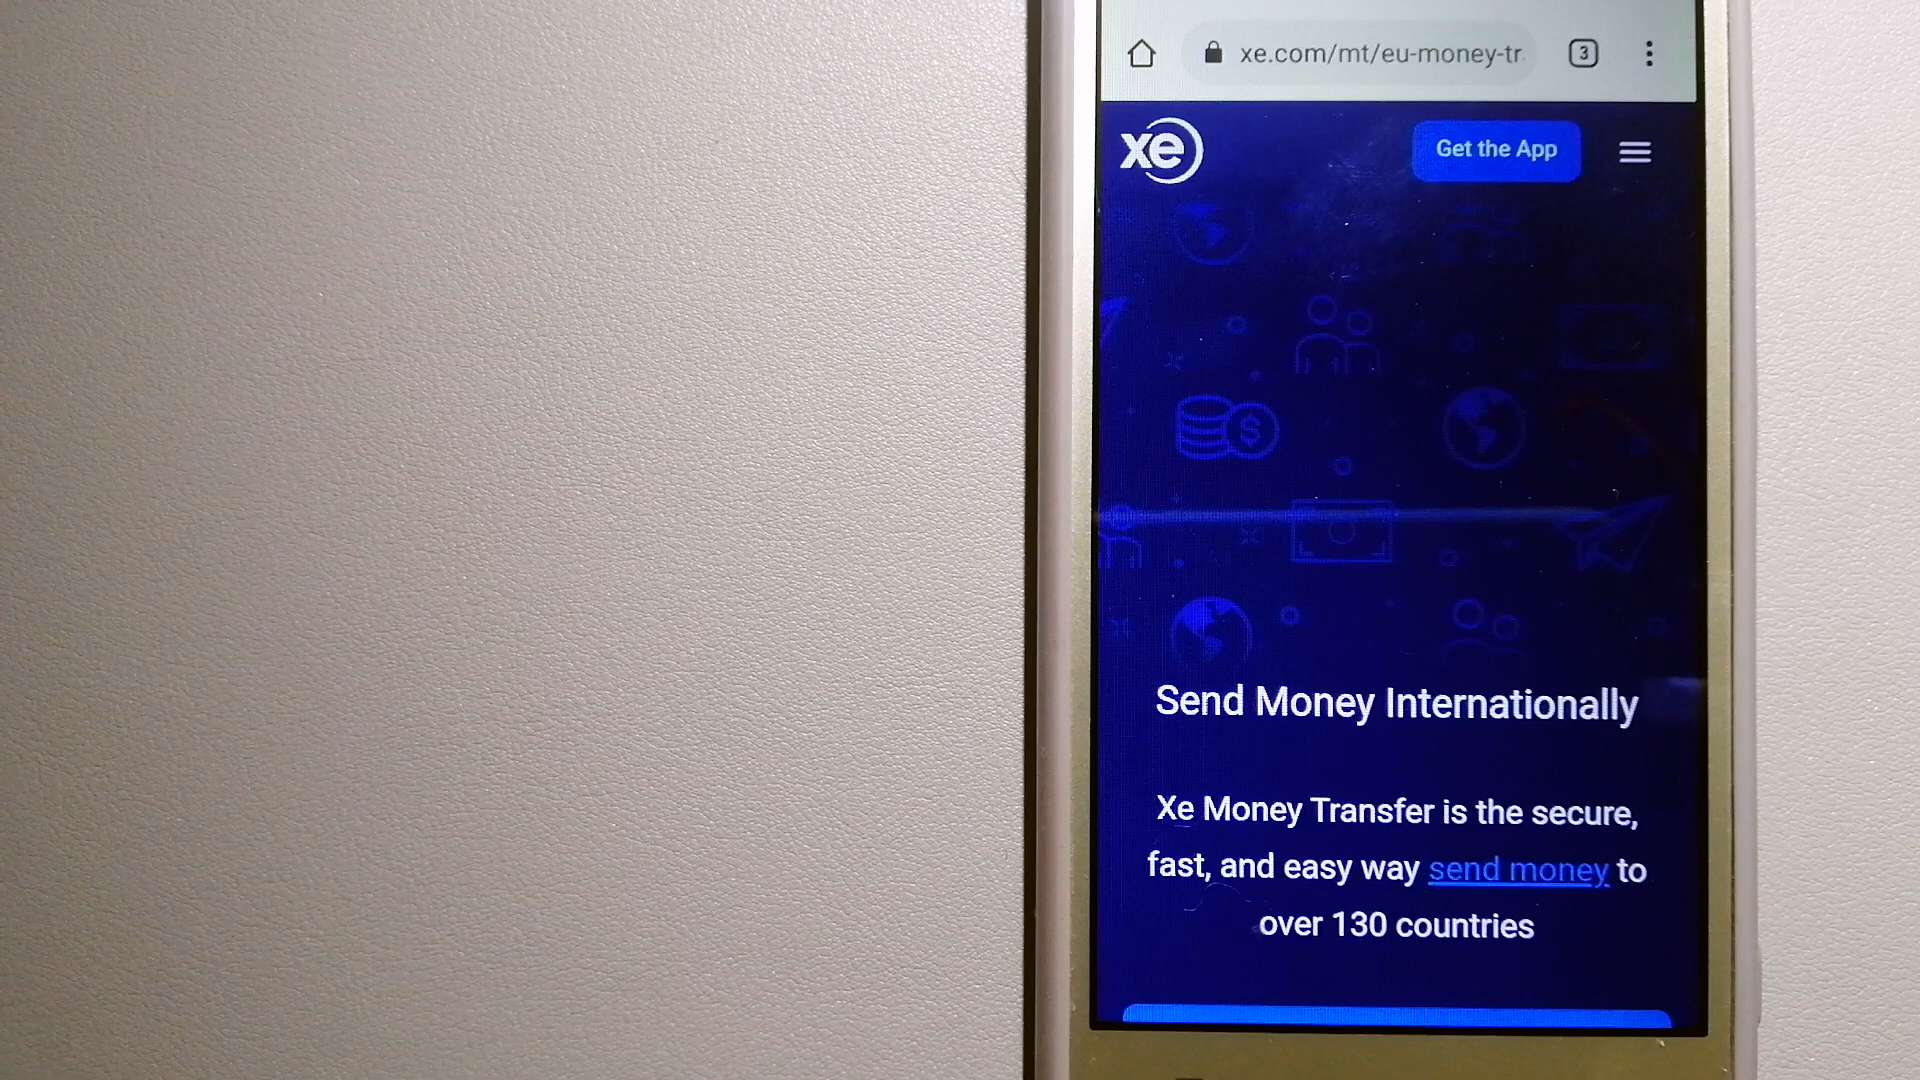 xe.com/mt/eu-money-tr
3
xe
Get the App
Send Money Internationally
Xe Money Transfer is the secure,
fast, and easy way send money to
over 130 countries